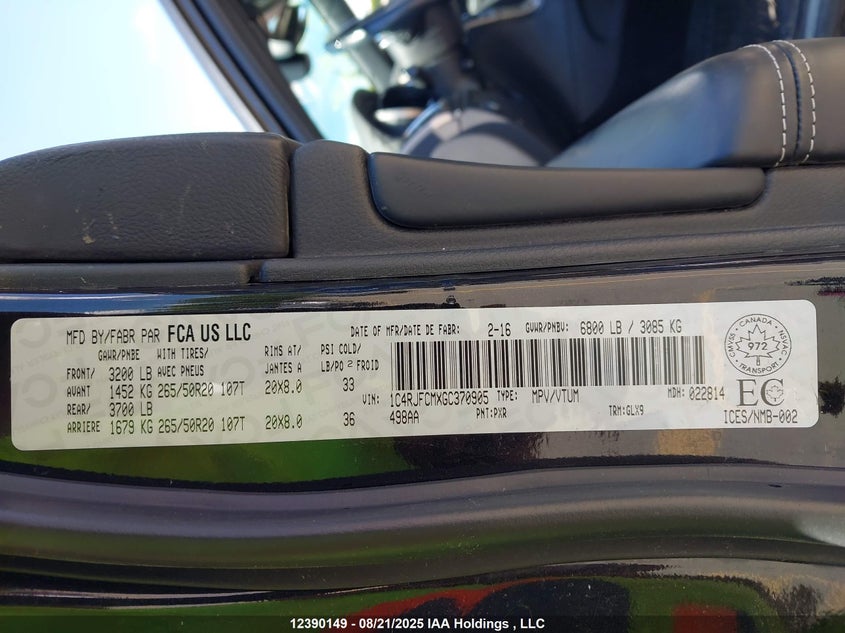 MFD BY/FABR PAR FCA US LLC
DATE OF MFR/DATE DE FABR: 2-16 GVWR/PNBV: 6800 LB / 3085 KG
GAWR/PNBE WITH TIRES/ RIMS AT/ PSI COLD/
FRONT/ 3200 LB AVEC PNEUS JANTES A LB/PO 2 FROID
AVANT 1452 KG 265/50R20 107T 20X8.0 33
REAR/ 3700 LB
ARRIERE 1679 KG 265/50R20 107T 20X8.0 36
VIN: 1C4RJFCMXGC370905 TYPE: MPV/VTUM MDH: 022814
498AA PNT:PXR TRM:GLX9
CANADA
CMVSS NSVAC
972
8
TRANSPORT
EC
ICES/NMB-002
12390149 - 08/21/2025 IAA Holdings , LLC